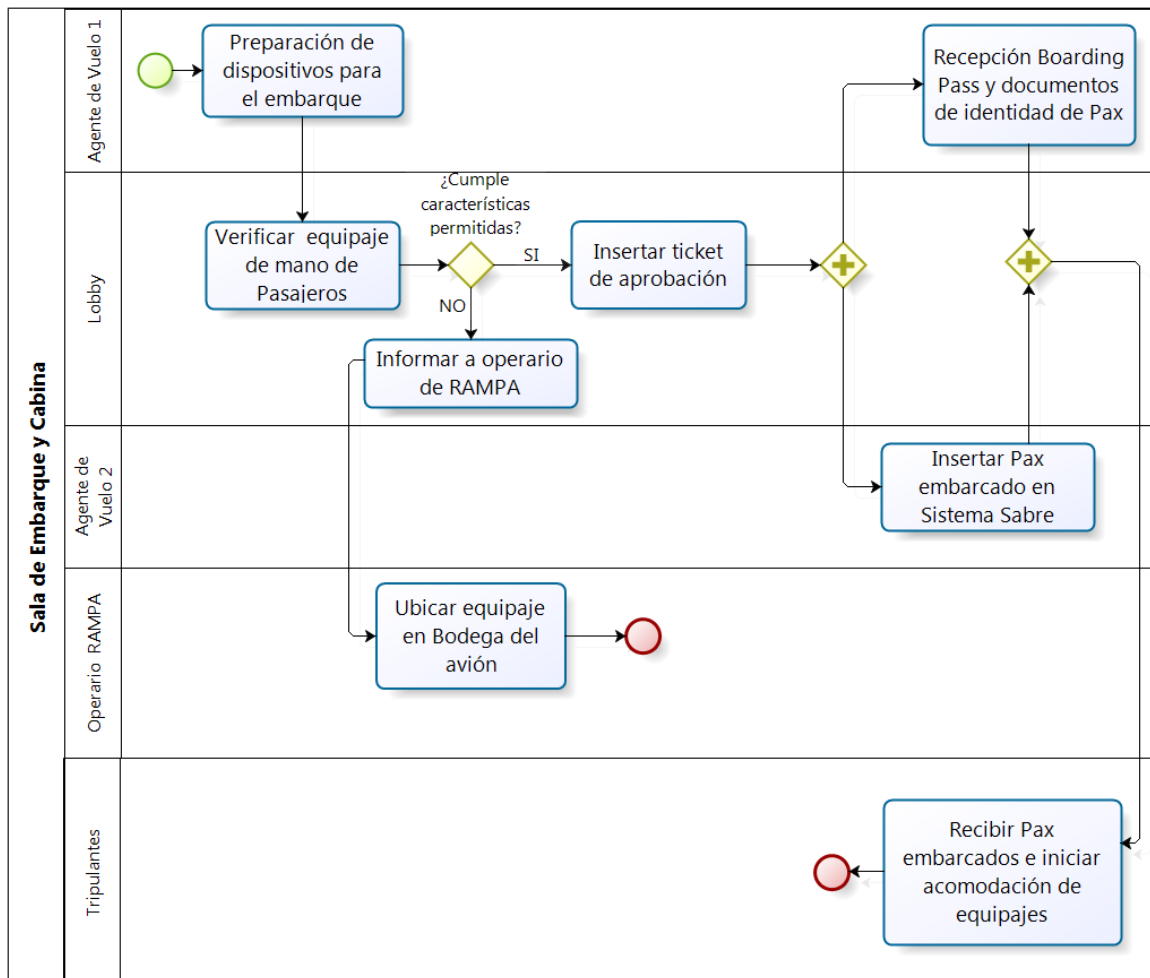 Sala de Embarque y Cabina
Agente de Vuelo 1
Preparación de
dispositivos para
el embarque
Recepción Boarding
Pass y documentos
de identidad de Pax
Lobby
Verificar equipaje
de mano de
Pasajeros
¿Cumple
características
permitidas?
SI
NO
Insertar ticket
de aprobación
Informar a operario
de RAMPA
Agente de
Vuelo 2
Insertar Pax
embarcado en
Sistema Sabre
Operario RAMPA
Ubicar equipaje
en Bodega del
avión
Tripulantes
Recibir Pax
embarcados e iniciar
acomodación de
equipajes